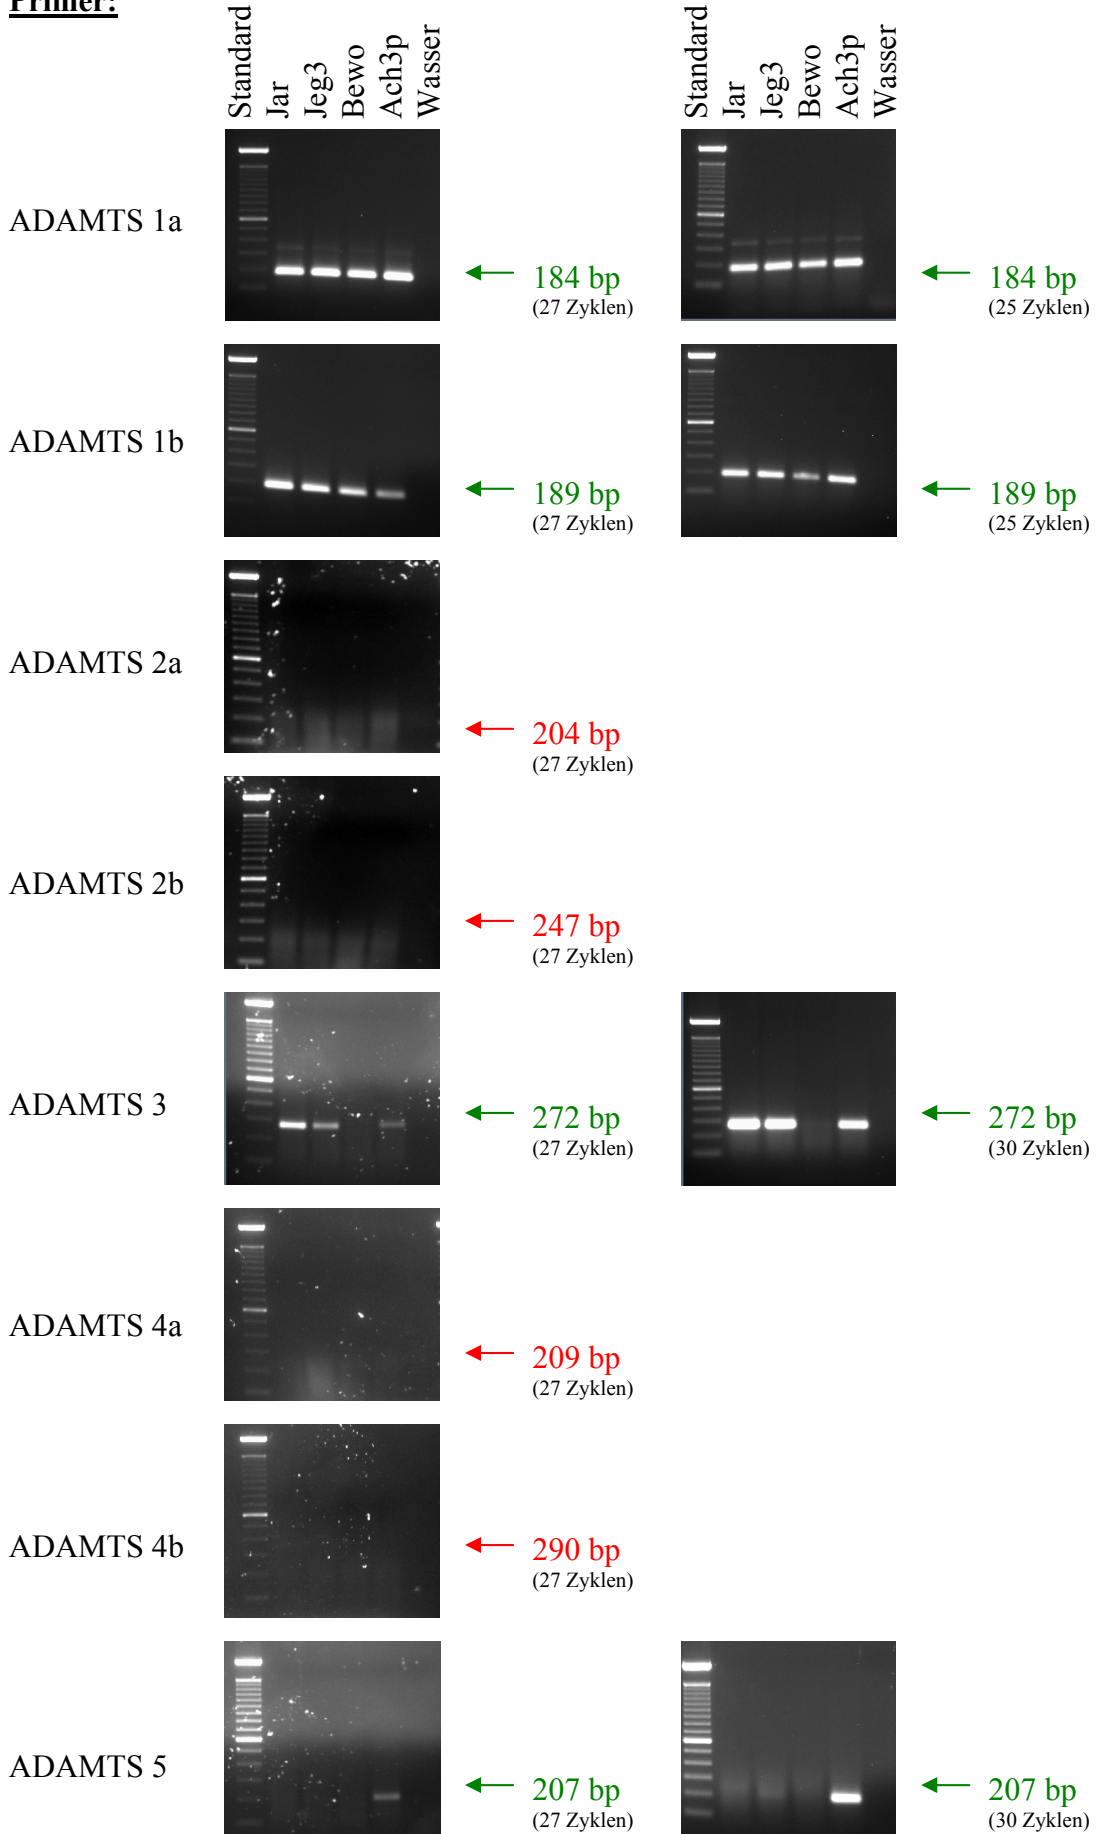 Primer:
Standard Jar Jeg3 Bewo Ach3p Wasser
Standard Jar Jeg3 Bewo Ach3p Wasser
ADAMTS 1a
184 bp
(27 Zyklen)
184 bp
(25 Zyklen)
ADAMTS 1b
189 bp
(27 Zyklen)
189 bp
(25 Zyklen)
ADAMTS 2a
204 bp
(27 Zyklen)
ADAMTS 2b
247 bp
(27 Zyklen)
ADAMTS 3
272 bp
(27 Zyklen)
272 bp
(30 Zyklen)
ADAMTS 4a
209 bp
(27 Zyklen)
ADAMTS 4b
290 bp
(27 Zyklen)
ADAMTS 5
207 bp
(27 Zyklen)
207 bp
(30 Zyklen)